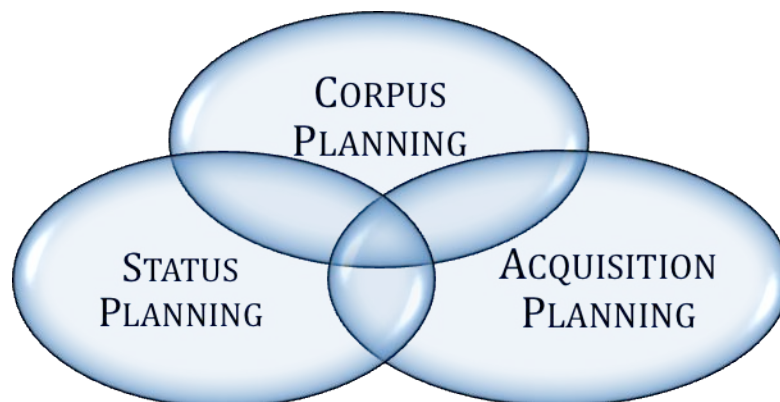 CORPUS
PLANNING
STATUS
PLANNING
ACQUISITION
PLANNING